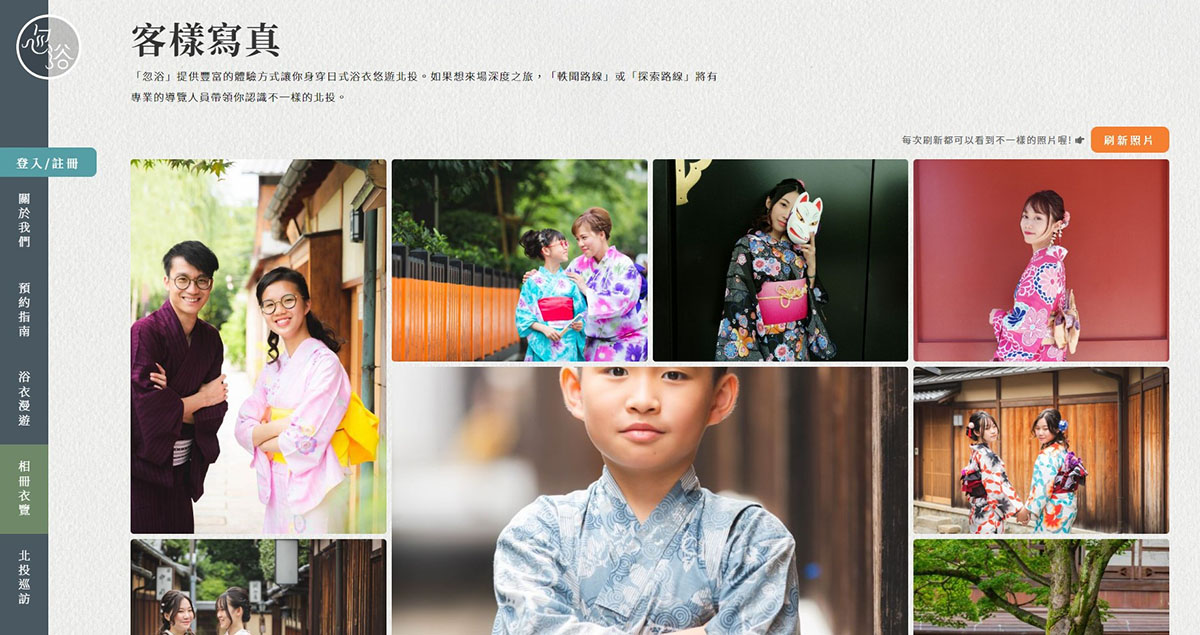 忽浴
客樣寫真
「忽浴」提供豐富的體驗方式讓你身穿日式浴衣悠遊北投。如果想來場深度之旅,「軼聞路線」或「探索路線」將有
專業的導覽人員帶領你認識不一樣的北投。
每次刷新都可以看到不一樣的照片喔!
刷新照片
登入/註冊
關於我們
預約指南
浴衣漫遊
相冊衣覽
北投巡訪